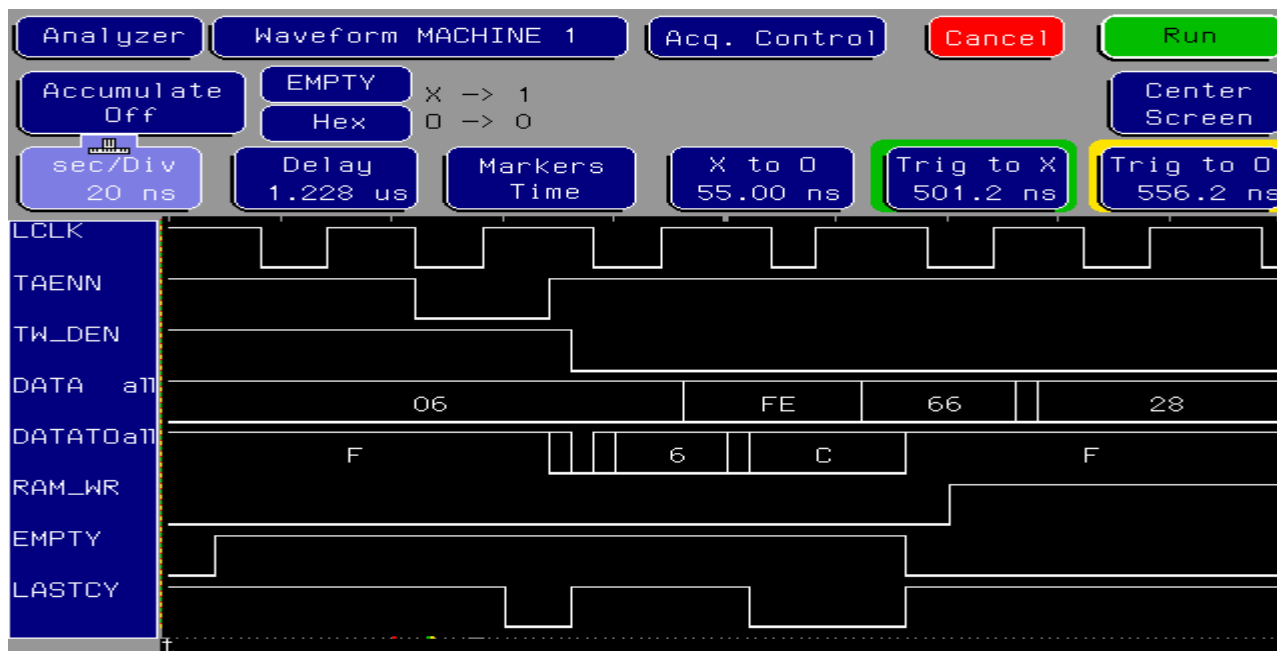 Analyzer Waveform MACHINE 1 Acq. Control Cancel Run
Accumulate Off
EMPTY X -> 1
Hex O -> 0
Center Screen
sec/Div 20 ns
Delay 1.228 us
Markers Time
X to O 55.00 ns
Trig to X 501.2 ns
Trig to O 556.2 ns
LCLK
TAENN
TW_DEN
DATA all 06 FE 66 28
DATATOall F 6 C F
RAM_WR
EMPTY
LASTCY